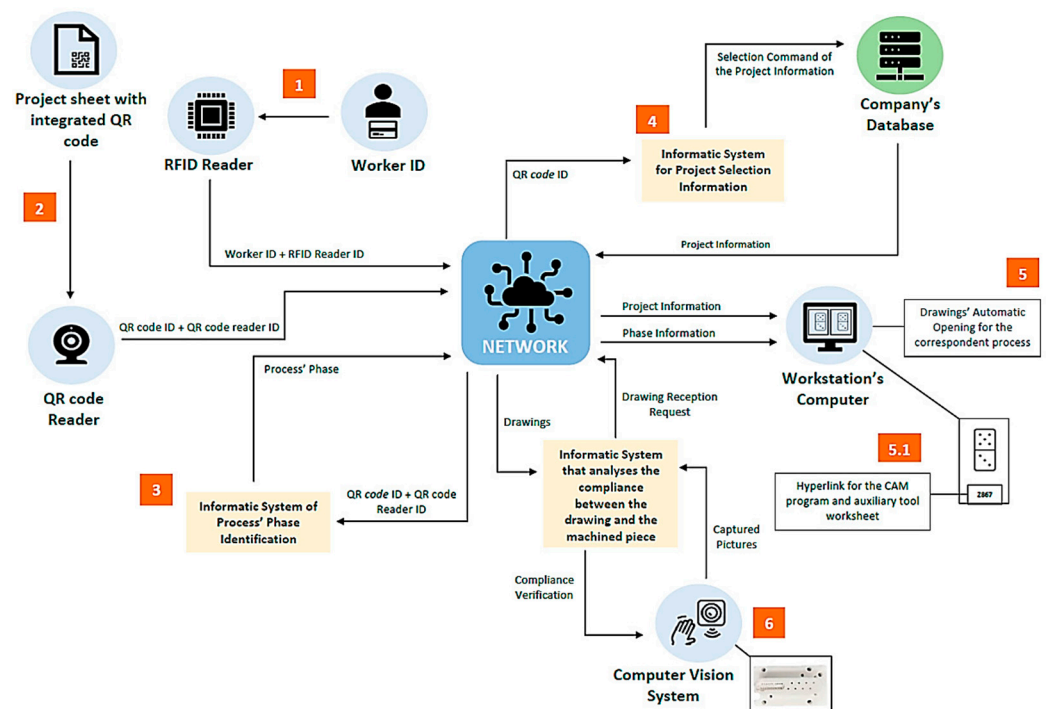 Project sheet with
integrated QR
code
1
RFID Reader
Worker ID
Selection Command of
the Project Information
Company's
Database
4
Informatic System
for Project Selection
Information
QR code ID
2
Worker ID + RFID Reader ID
Project Information
QR code ID + QR code reader ID
QR code
Reader
NETWORK
Project Information
Phase Information
Workstation's
Computer
5
Drawings' Automatic
Opening for the
correspondent process
Process' Phase
Drawings
Drawing Reception
Request
3
Informatic System of
Process' Phase
Identification
QR code ID + QR code
Reader ID
Informatic System
that analyses the
compliance
between the
drawing and the
machined piece
5.1
Hyperlink for the CAM
program and auxiliary tool
worksheet
2867
Captured
Pictures
Compliance
Verification
6
Computer Vision
System